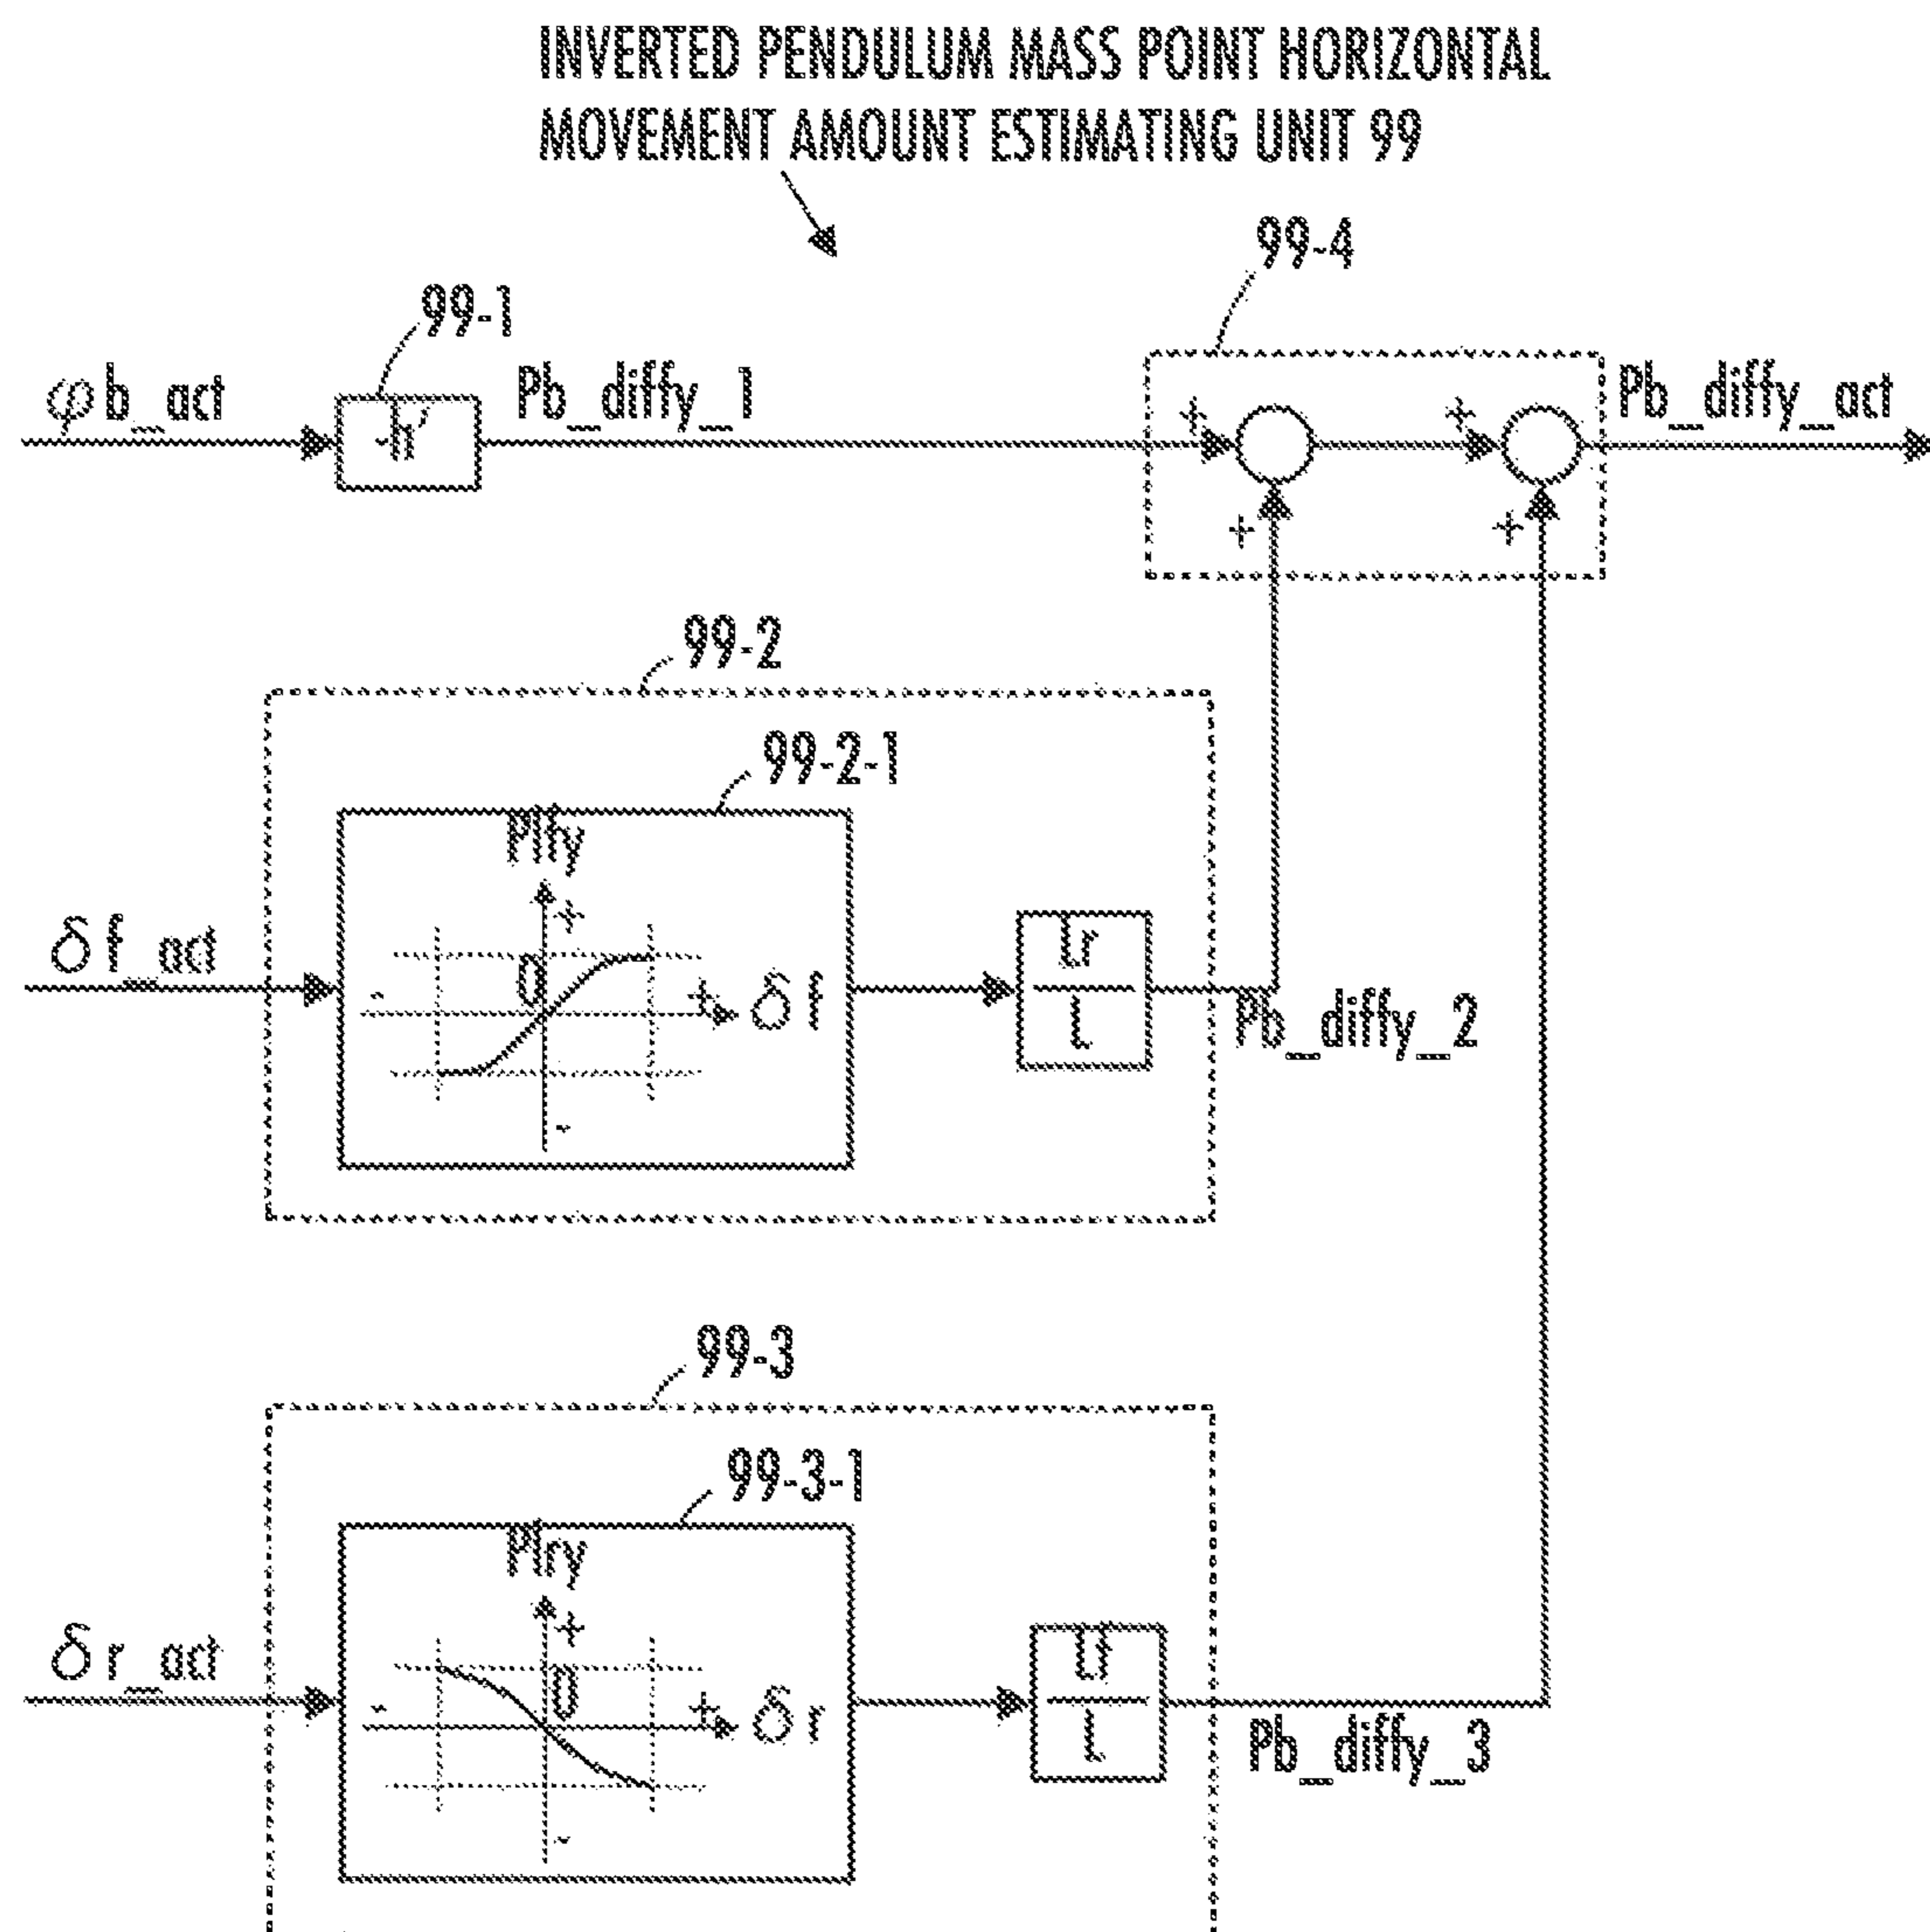 INVERTED PENDULUM MASS POINT HORIZONTAL
MOVEMENT AMOUNT ESTIMATING UNIT 99
99-4
99-1
φb_act
-h'
Pb_diffy_1
+
+
Pb_diffy_act
+
+
99-2
99-2-1
Plfy
+
δf_act
0
-
+
δf
-
Lr
L
Pb_diffy_2
99-3
99-3-1
Plry
+
δr_act
0
-
+
δr
-
Lf
L
Pb_diffy_3